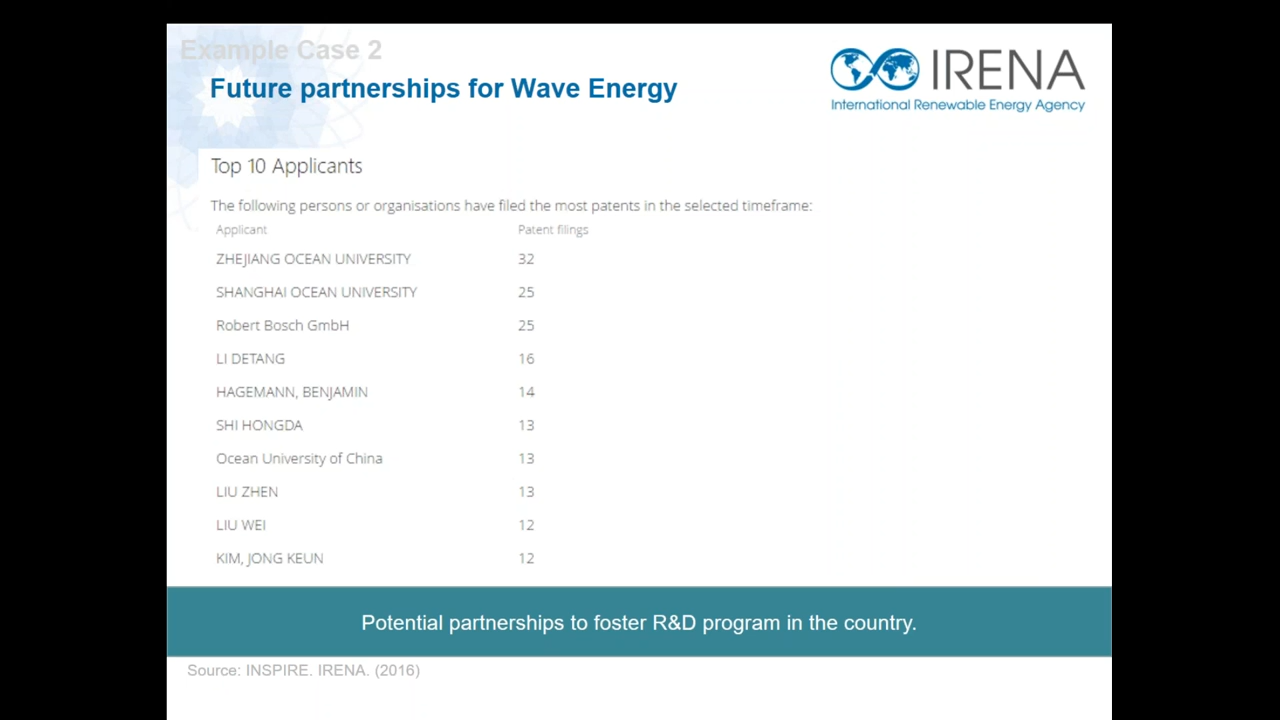 Example Case 2
Future partnerships for Wave Energy
IRENA
International Renewable Energy Agency
Top 10 Applicants
The following persons or organisations have filed the most patents in the selected timeframe:
Applicant Patent filings
ZHEJIANG OCEAN UNIVERSITY 32
SHANGHAI OCEAN UNIVERSITY 25
Robert Bosch GmbH 25
LI DETANG 16
HAGEMANN, BENJAMIN 14
SHI HONGDA 13
Ocean University of China 13
LIU ZHEN 13
LIU WEI 12
KIM, JONG KEUN 12
Potential partnerships to foster R&D program in the country.
Source: INSPIRE. IRENA. (2016)